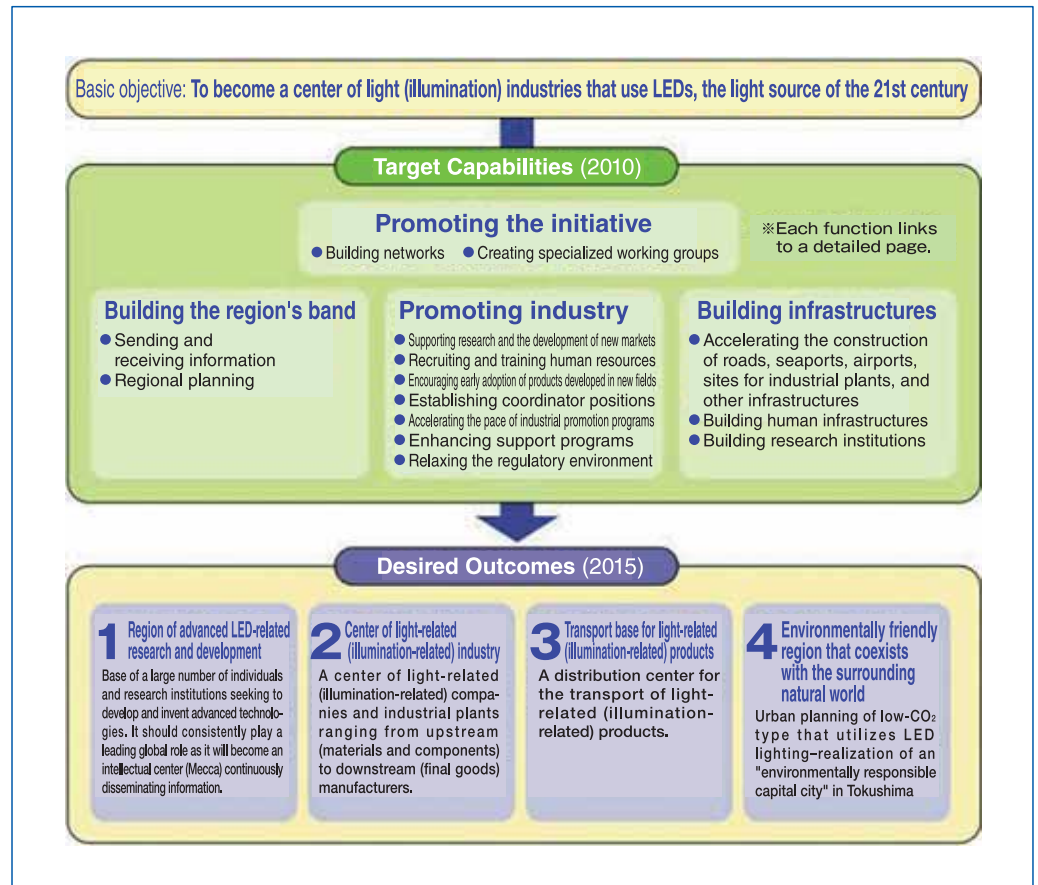 Basic objective: To become a center of light (illumination) industries that use LEDs, the light source of the 21st century
Target Capabilities (2010)
Promoting the initiative
● Building networks ● Creating specialized working groups
※Each function links
to a detailed page.
Building the region's band
● Sending and
receiving information
● Regional planning
Promoting industry
● Supporting research and the development of new markets
● Recruiting and training human resources
● Encouraging early adoption of products developed in new fields
● Establishing coordinator positions
● Accelerating the pace of industrial promotion programs
● Enhancing support programs
● Relaxing the regulatory environment
Building infrastructures
● Accelerating the construction
of roads, seaports, airports,
sites for industrial plants, and
other infrastructures
● Building human infrastructures
● Building research institutions
Desired Outcomes (2015)
1 Region of advanced LED-related
research and development
Base of a large number of individuals
and research institutions seeking to
develop and invent advanced technolo-
gies. It should consistently play a
leading global role as it will become an
intellectual center (Mecca) continuously
disseminating information.
2 Center of light-related
(illumination-related) industry
A center of light-related
(illumination-related) compa-
nies and industrial plants
ranging from upstream
(materials and components)
to downstream (final goods)
manufacturers.
3 Transport base for light-related
(illumination-related) products
A distribution center for
the transport of light-
related (illumination-
related) products.
4 Environmentally friendly
region that coexists
with the surrounding
natural world
Urban planning of low-CO₂
type that utilizes LED
lighting–realization of an
"environmentally responsible
capital city" in Tokushima